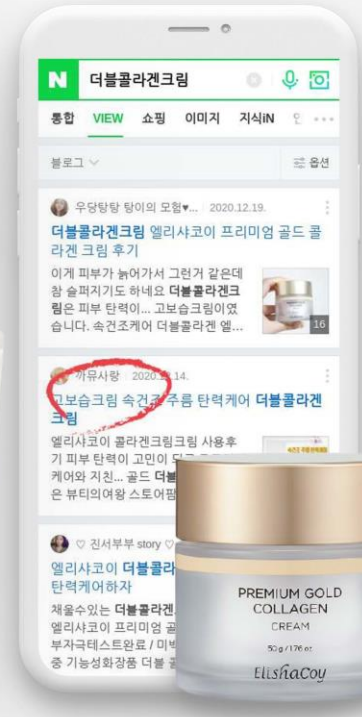 N 더블콜라겐크림
통합 VIEW 쇼핑 이미지 지식iN
블로그 옵션
우당탕탕 탕이의 모험♥... 2020.12.19.
더블콜라겐크림 엘리샤코이 프리미엄 골드 콜
라겐 크림 후기
이게 피부가 늙어가서 그런거 같은데
참 슬퍼지기도 하네요 더블콜라겐크
림은 피부 탄력이... 고보습크림이였
습니다. 속건조케어 더블콜라겐 엘...
16
까뮤사랑 2020.12.14.
고보습크림 속건조 주름 탄력케어 더블콜라겐
크림
엘리샤코이 콜라겐크림크림 사용후
기 피부 탄력이 고민이
케어와 지친... 골드 더블
은 뷰티의여왕 스토어팜
♡ 진서부부 story ♡
엘리샤코이 더블콜라
탄력케어하자
채울수있는 더블콜라겐
엘리샤코이 프리미엄 골
부자극테스트완료 / 미백
중 기능성화장품 더블 콜
PREMIUM GOLD
COLLAGEN
CREAM
50g/1.76 oz
ElishaCoy